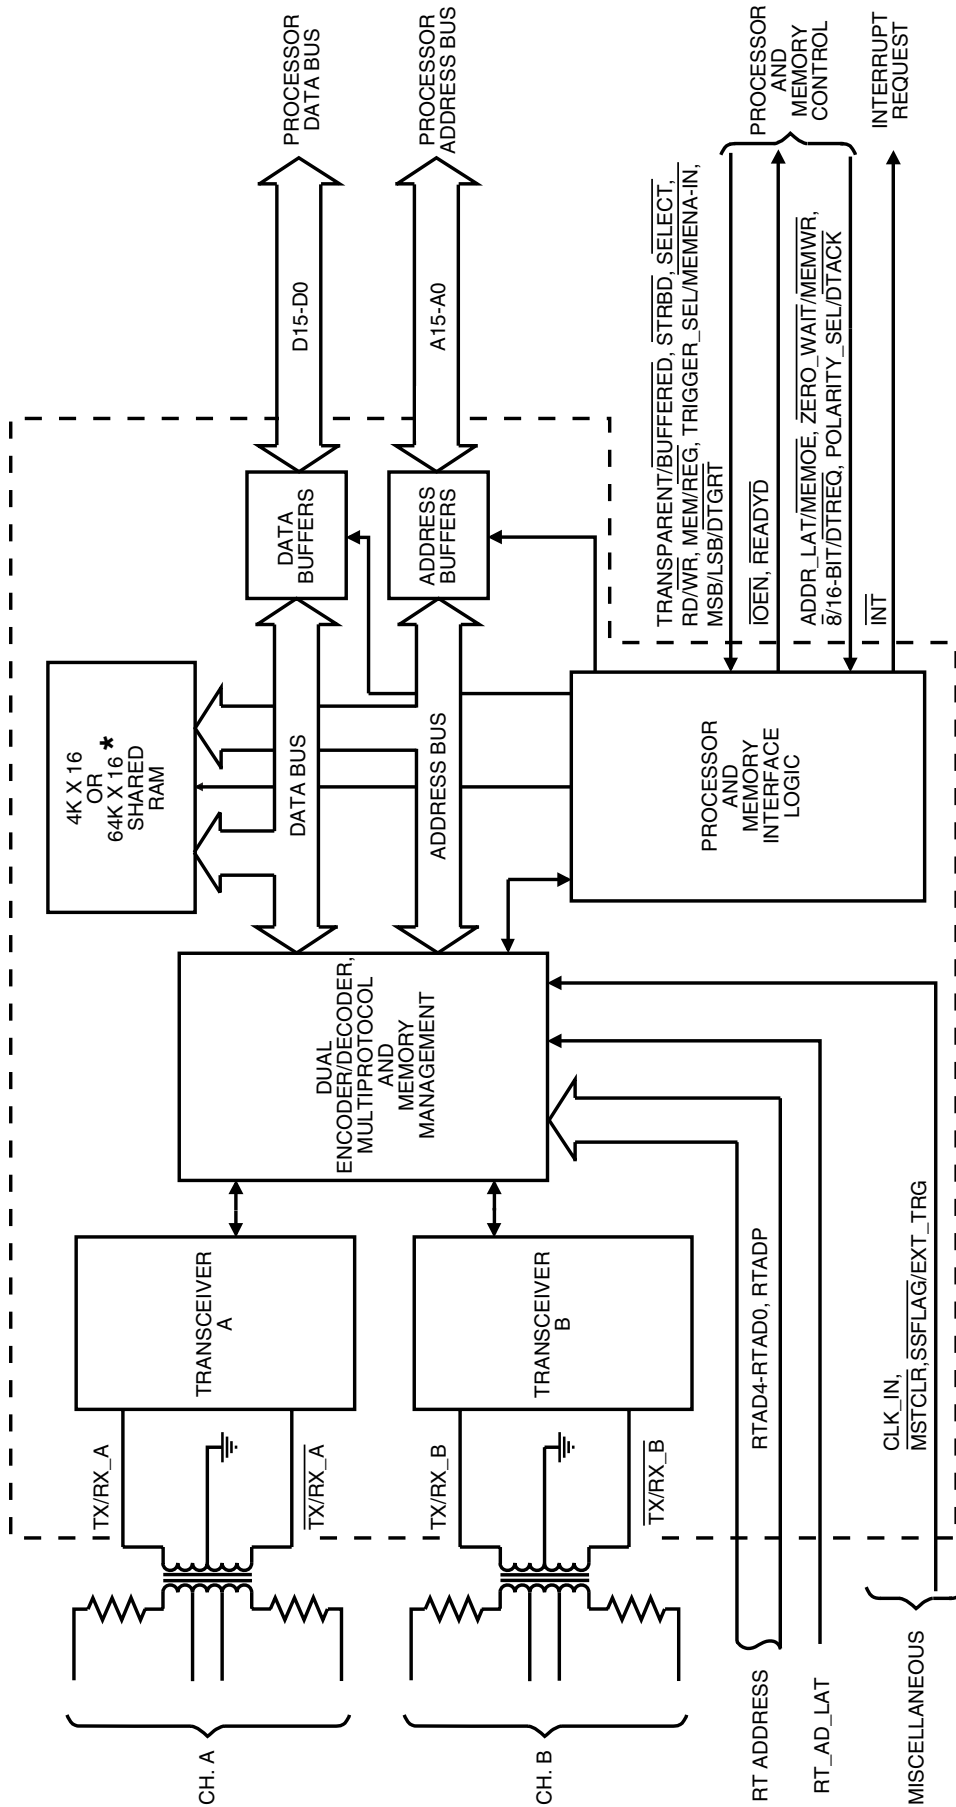 CH. A
TX/RX_A
TX/RX_A
TRANSCEIVER
A
CH. B
TX/RX_B
TX/RX_B
TRANSCEIVER
B
DUAL
ENCODER/DECODER,
MULTIPROTOCOL
AND
MEMORY
MANAGEMENT
4K X 16
OR
64K X 16 *
SHARED
RAM
DATA BUS
ADDRESS BUS
DATA
BUFFERS
ADDRESS
BUFFERS
D15-D0
PROCESSOR
DATA BUS
A15-A0
PROCESSOR
ADDRESS BUS
PROCESSOR
AND
MEMORY
INTERFACE
LOGIC
TRANSPARENT/BUFFERED, STRBD, SELECT,
RD/WR, MEM/REG, TRIGGER_SEL/MEMENA-IN,
MSB/LSB/DTGRT
IOEN, READYD
ADDR_LAT/MEMOE, ZERO_WAIT/MEMWR,
8/16-BIT/DTREQ, POLARITY_SEL/DTACK
INT
PROCESSOR
AND
MEMORY
CONTROL
INTERRUPT
REQUEST
RT ADDRESS
RTAD4-RTAD0, RTADP
RT_AD_LAT
MISCELLANEOUS
CLK_IN,
MSTCLR,SSFLAG/EXT_TRG